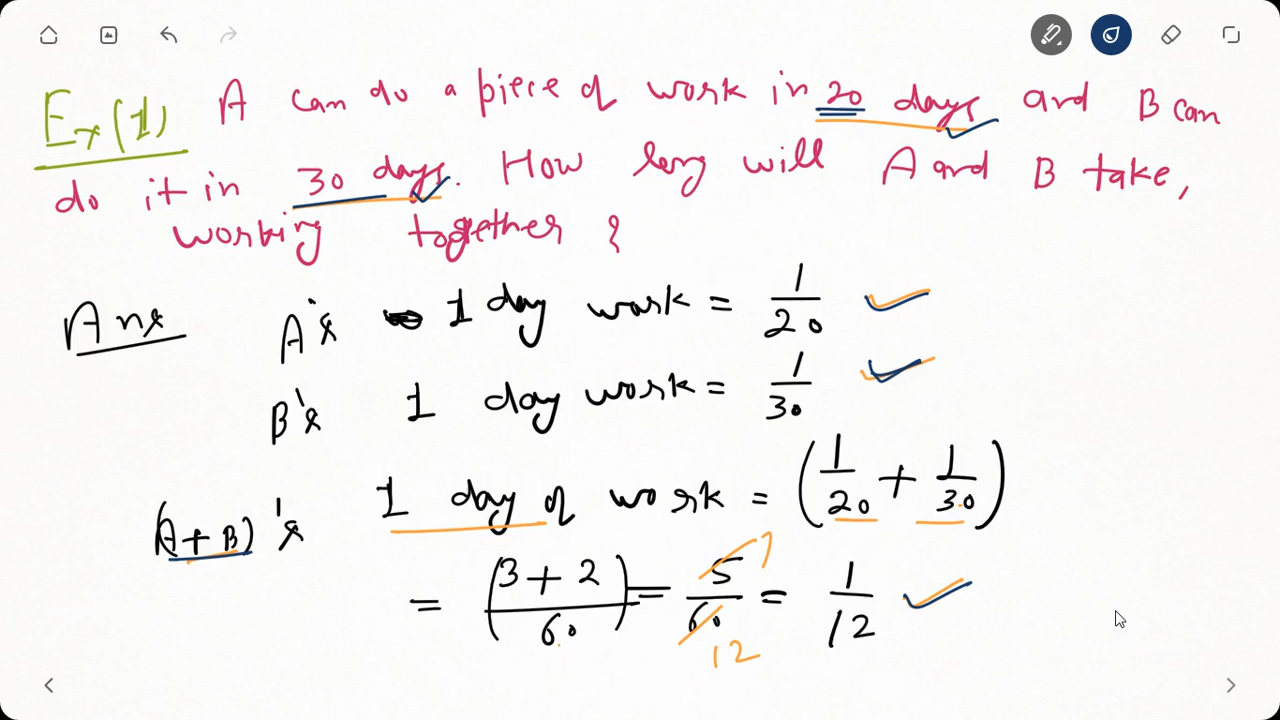 Ex(1) A can do a piece of work in 20 days and B can
do it in 30 days. How long will A and B take,
working together ?
Ans A's 1 day work = 1/20
B's 1 day work = 1/30
(A+B)'s 1 day of work = (1/20 + 1/30)
= (3+2)/60 = 5/60 = 1/12
1
12